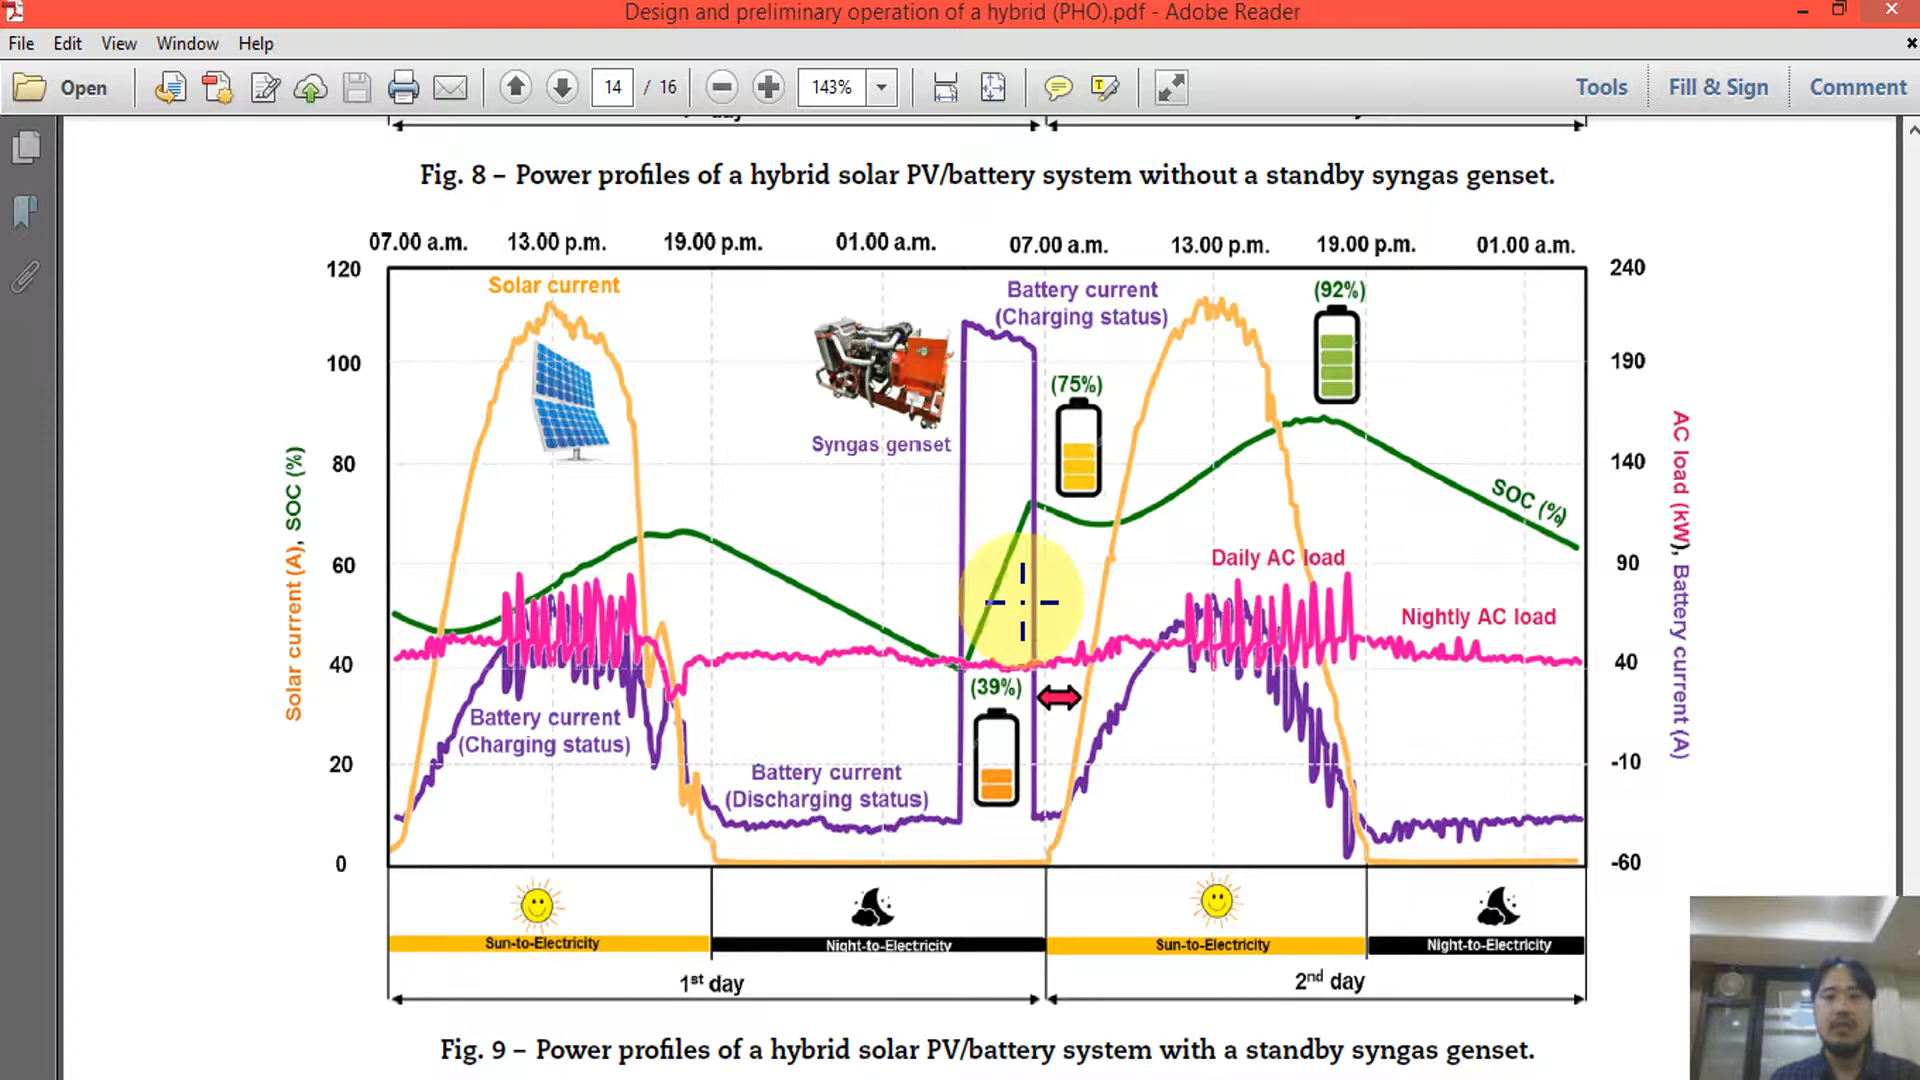 Design and preliminary operation of a hybrid (PHO).pdf - Adobe Reader
File Edit View Window Help
Open 14 / 16 143% Tools Fill & Sign Comment
Fig. 8 – Power profiles of a hybrid solar PV/battery system without a standby syngas genset.
07.00 a.m. 13.00 p.m. 19.00 p.m. 01.00 a.m. 07.00 a.m. 13.00 p.m. 19.00 p.m. 01.00 a.m.
120
100
80
60
40
20
0
Solar current (A), SOC (%)
240
190
140
90
40
-10
-60
AC load (kW), Battery current (A)
Solar current
Syngas genset
Battery current
(Charging status)
(92%)
(75%)
SOC (%)
Daily AC load
Nightly AC load
(39%)
Battery current
(Charging status)
Battery current
(Discharging status)
Sun-to-Electricity Night-to-Electricity Sun-to-Electricity Night-to-Electricity
1st day 2nd day
Fig. 9 – Power profiles of a hybrid solar PV/battery system with a standby syngas genset.